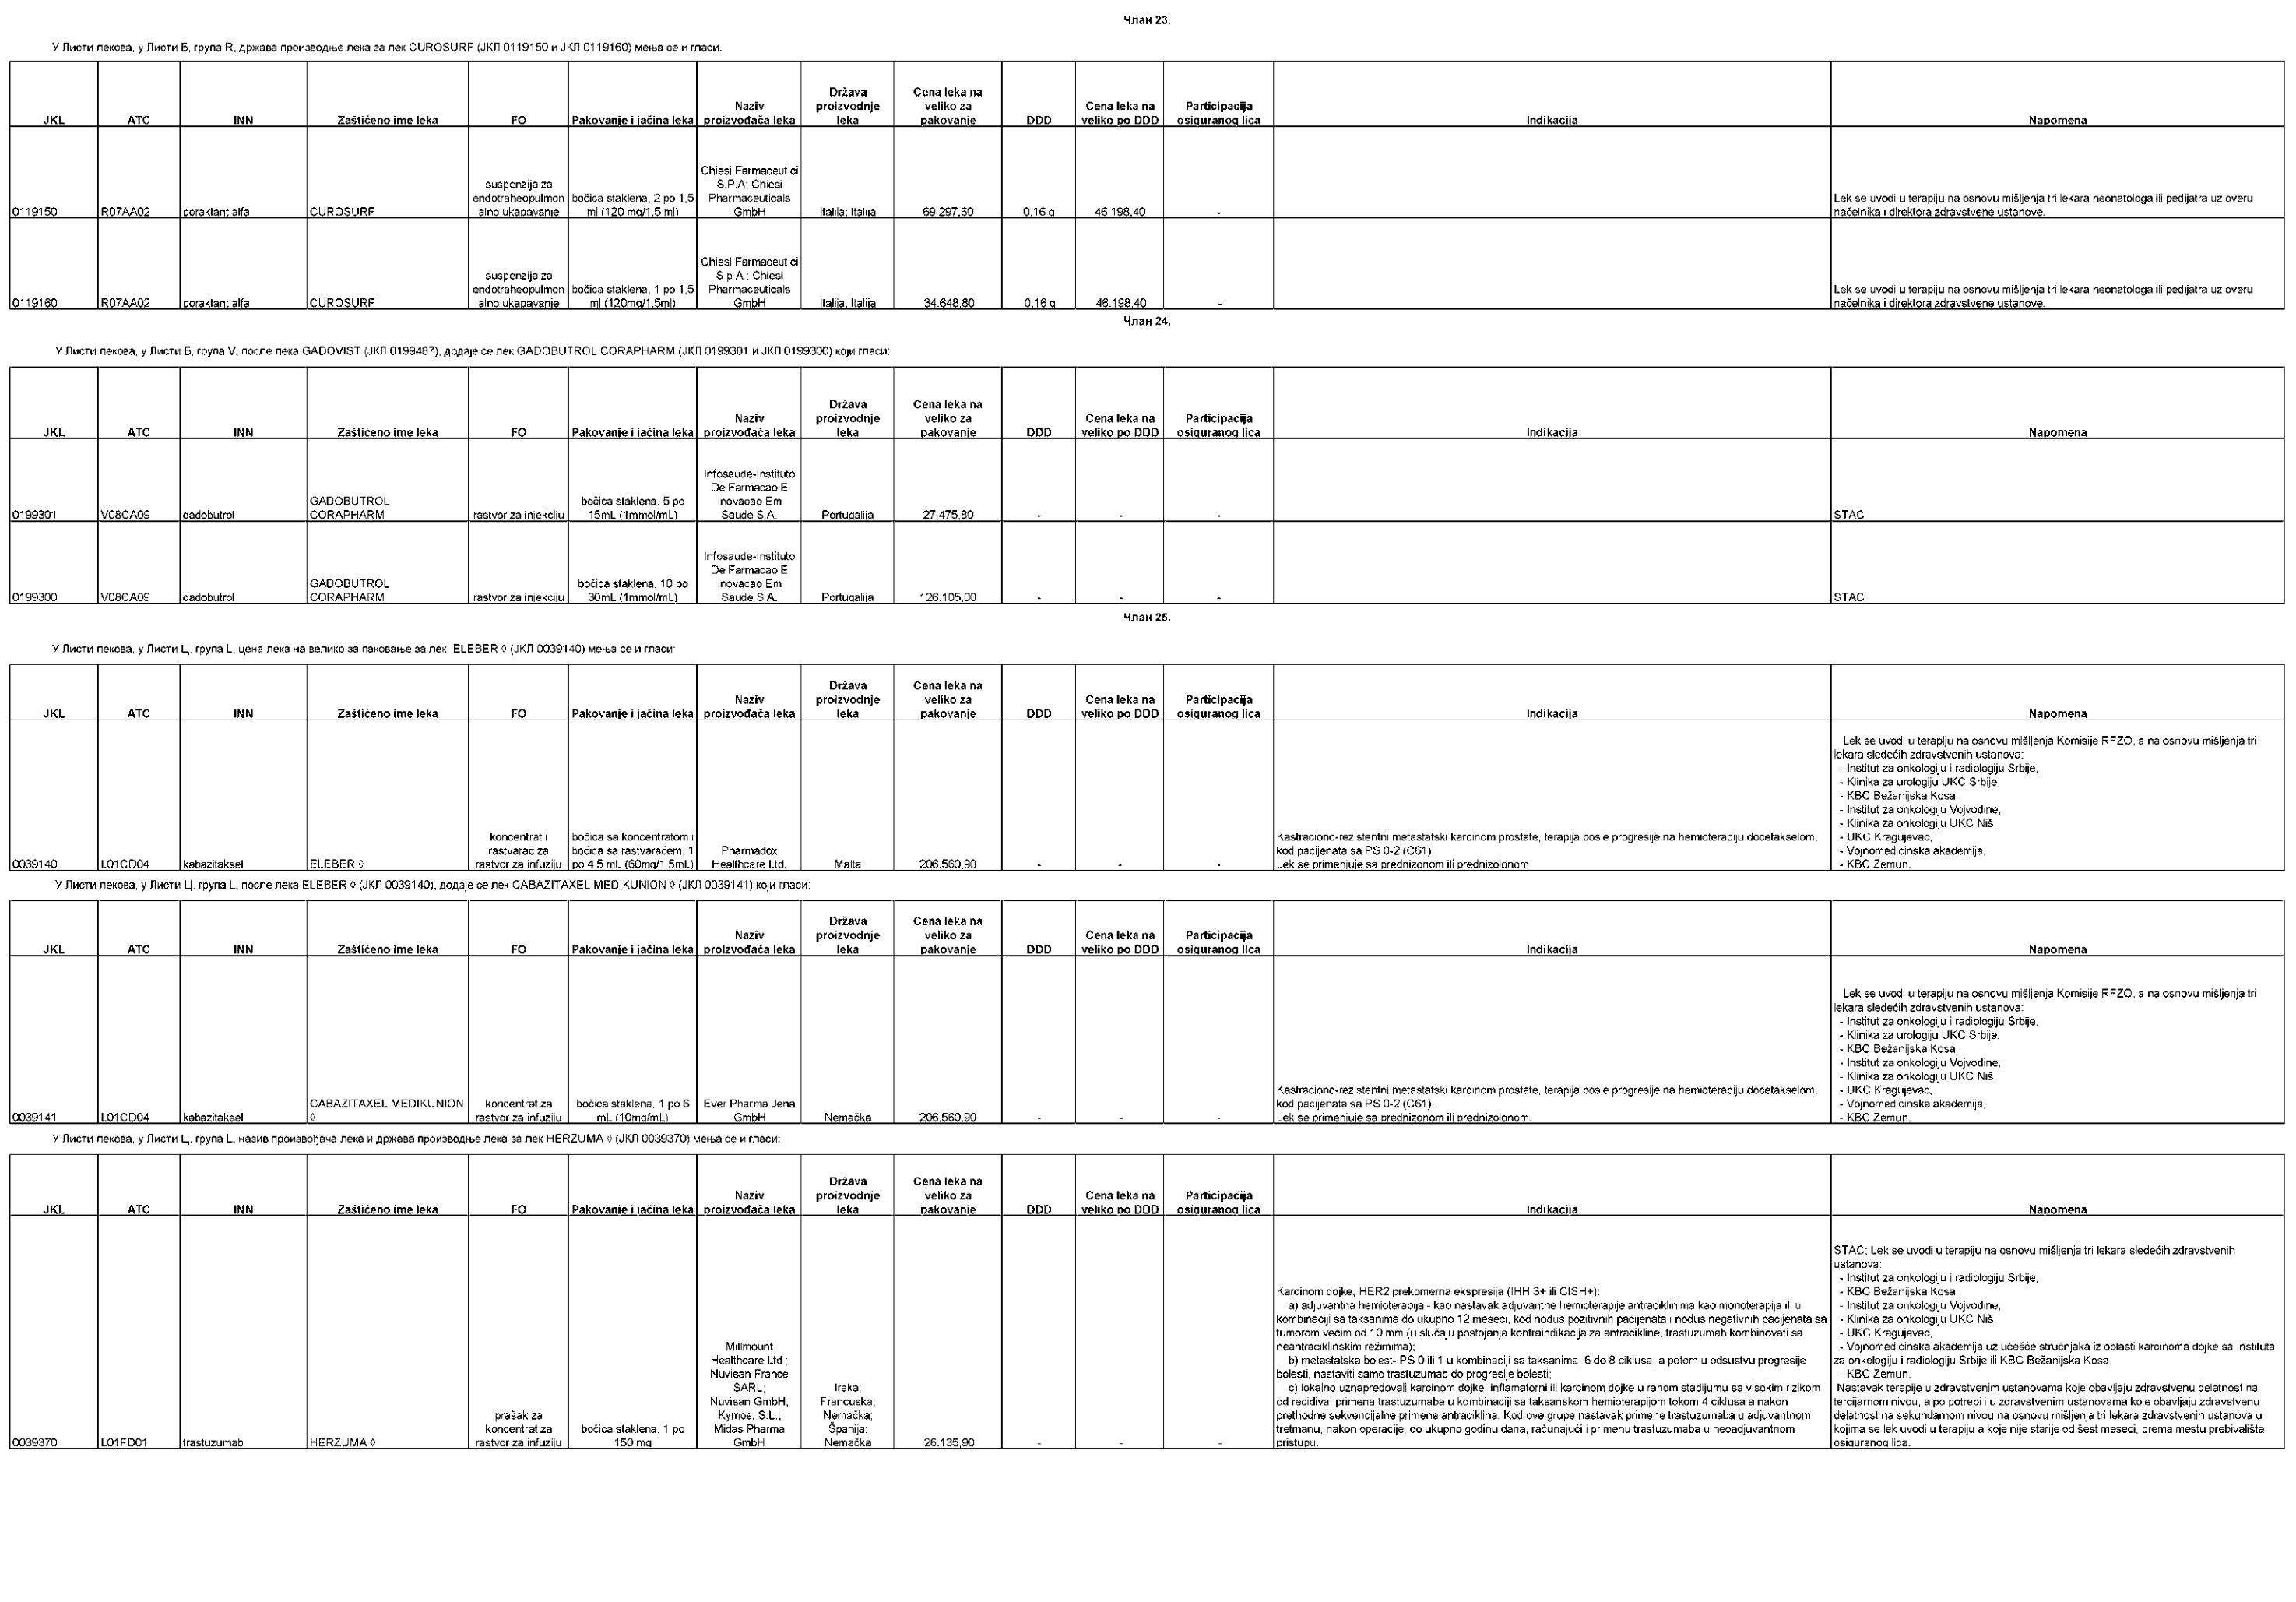 Члан 23.
У Листи лекова, у Листи Б, група R, држава производње лека за лек CUROSURF (ЈКЛ 0119150 и ЈКЛ 0119160) мења се и гласи:
JKL ATC INN Zaštićeno ime leka FO Pakovanje i jačina leka Naziv proizvođača leka Država proizvodnje leka Cena leka na veliko za pakovanje DDD Cena leka na veliko po DDD Participacija osiguranog lica Indikacija Napomena
0119150 R07AA02 poraktant alfa CUROSURF suspenzija za endotraheopulmonalno ukapavanje bočica staklena, 2 po 1,5 ml (120 mg/1,5 ml) Chiesi Farmaceutici S.P.A; Chiesi Pharmaceuticals GmbH Italija; Italija 69.297,60 0,16 g 46.198,40 - Lek se uvodi u terapiju na osnovu mišljenja tri lekara neonatologa ili pedijatra uz overu načelnika i direktora zdravstvene ustanove.
0119160 R07AA02 poraktant alfa CUROSURF suspenzija za endotraheopulmonalno ukapavanje bočica staklena, 1 po 1,5 ml (120mg/1,5ml) Chiesi Farmaceutici S.p.A.; Chiesi Pharmaceuticals GmbH Italija, Italija 34.648,80 0,16 g 46.198,40 - Lek se uvodi u terapiju na osnovu mišljenja tri lekara neonatologa ili pedijatra uz overu načelnika i direktora zdravstvene ustanove.
Члан 24.
У Листи лекова, у Листи Б, група V, после лека GADOVIST (ЈКЛ 0199487), додаје се лек GADOBUTROL CORAPHARM (ЈКЛ 0199301 и ЈКЛ 0199300) који гласи:
JKL ATC INN Zaštićeno ime leka FO Pakovanje i jačina leka Naziv proizvođača leka Država proizvodnje leka Cena leka na veliko za pakovanje DDD Cena leka na veliko po DDD Participacija osiguranog lica Indikacija Napomena
0199301 V08CA09 gadobutrol GADOBUTROL CORAPHARM rastvor za injekciju bočica staklena, 5 po 15mL (1mmol/mL) Infosaude-Instituto De Farmacao E Inovacao Em Saude S.A. Portugalija 27.475,80 - - - STAC
0199300 V08CA09 gadobutrol GADOBUTROL CORAPHARM rastvor za injekciju bočica staklena, 10 po 30mL (1mmol/mL) Infosaude-Instituto De Farmacao E Inovacao Em Saude S.A. Portugalija 126.105,00 - - - STAC
Члан 25.
У Листи лекова, у Листи Ц, група L, цена лека на велико за паковање за лек ELEBER ◊ (ЈКЛ 0039140) мења се и гласи:
JKL ATC INN Zaštićeno ime leka FO Pakovanje i jačina leka Naziv proizvođača leka Država proizvodnje leka Cena leka na veliko za pakovanje DDD Cena leka na veliko po DDD Participacija osiguranog lica Indikacija Napomena
0039140 L01CD04 kabazitaksel ELEBER ◊ koncentrat i rastvarač za rastvor za infuziju bočica sa koncentratom i bočica sa rastvaračem, 1 po 4,5 mL (60mg/1,5mL) Pharmadox Healthcare Ltd. Malta 206.560,90 - - -
Kastraciono-rezistentni metastatski karcinom prostate, terapija posle progresije na hemioterapiju docetakselom,
kod pacijenata sa PS 0-2 (C61).
Lek se primenjuje sa prednizonom ili prednizolonom.
Lek se uvodi u terapiju na osnovu mišljenja Komisije RFZO, a na osnovu mišljenja tri
lekara sledećih zdravstvenih ustanova:
- Institut za onkologiju i radiologiju Srbije,
- Klinika za urologiju UKC Srbije,
- KBC Bežanijska Kosa,
- Institut za onkologiju Vojvodine,
- Klinika za onkologiju UKC Niš,
- UKC Kragujevac,
- Vojnomedicinska akademija,
- KBC Zemun.
У Листи лекова, у Листи Ц, група L, после лека ELEBER ◊ (ЈКЛ 0039140), додаје се лек CABAZITAXEL MEDIKUNION ◊ (ЈКЛ 0039141) који гласи:
JKL ATC INN Zaštićeno ime leka FO Pakovanje i jačina leka Naziv proizvođača leka Država proizvodnje leka Cena leka na veliko za pakovanje DDD Cena leka na veliko po DDD Participacija osiguranog lica Indikacija Napomena
0039141 L01CD04 kabazitaksel CABAZITAXEL MEDIKUNION ◊ koncentrat za rastvor za infuziju bočica staklena, 1 po 6 mL (10mg/mL) Ever Pharma Jena GmbH Nemačka 206.560,90 - - -
Kastraciono-rezistentni metastatski karcinom prostate, terapija posle progresije na hemioterapiju docetakselom,
kod pacijenata sa PS 0-2 (C61).
Lek se primenjuje sa prednizonom ili prednizolonom.
Lek se uvodi u terapiju na osnovu mišljenja Komisije RFZO, a na osnovu mišljenja tri
lekara sledećih zdravstvenih ustanova:
- Institut za onkologiju i radiologiju Srbije,
- Klinika za urologiju UKC Srbije,
- KBC Bežanijska Kosa,
- Institut za onkologiju Vojvodine,
- Klinika za onkologiju UKC Niš,
- UKC Kragujevac,
- Vojnomedicinska akademija,
- KBC Zemun.
У Листи лекова, у Листи Ц, група L, назив произвођача лека и држава производње лека за лек HERZUMA ◊ (ЈКЛ 0039370) мења се и гласи:
JKL ATC INN Zaštićeno ime leka FO Pakovanje i jačina leka Naziv proizvođača leka Država proizvodnje leka Cena leka na veliko za pakovanje DDD Cena leka na veliko po DDD Participacija osiguranog lica Indikacija Napomena
0039370 L01FD01 trastuzumab HERZUMA ◊ prašak za koncentrat za rastvor za infuziju bočica staklena, 1 po 150 mg Millmount Healthcare Ltd.; Nuvisan France SARL; Nuvisan GmbH; Kymos, S.L.; Midas Pharma GmbH Irska; Francuska; Nemačka; Španija; Nemačka 26.135,90 - - -
Karcinom dojke, HER2 prekomerna ekspresija (IHH 3+ ili CISH+):
a) adjuvantna hemioterapija - kao nastavak adjuvantne hemioterapije antraciklinima kao monoterapija ili u
kombinaciji sa taksanima do ukupno 12 meseci, kod nodus pozitivnih pacijenata i nodus negativnih pacijenata sa
tumorom većim od 10 mm (u slučaju postojanja kontraindikacija za antracikline, trastuzumab kombinovati sa
neantraciklinskim režimima);
b) metastatska bolest- PS 0 ili 1 u kombinaciji sa taksanima, 6 do 8 ciklusa, a potom u odsustvu progresije
bolesti, nastaviti samo trastuzumab do progresije bolesti;
c) lokalno uznapredovali karcinom dojke, inflamatorni ili karcinom dojke u ranom stadijumu sa visokim rizikom
od recidiva: primena trastuzumaba u kombinaciji sa taksanskom hemioterapijom tokom 4 ciklusa a nakon
prethodne sekvencijalne primene antraciklina. Kod ove grupe nastavak primene trastuzumaba u adjuvantnom
tretmanu, nakon operacije, do ukupno godinu dana, računajući i primenu trastuzumaba u neoadjuvantnom
pristupu.
STAC; Lek se uvodi u terapiju na osnovu mišljenja tri lekara sledećih zdravstvenih
ustanova:
- Institut za onkologiju i radiologiju Srbije,
- KBC Bežanijska Kosa,
- Institut za onkologiju Vojvodine,
- Klinika za onkologiju UKC Niš,
- UKC Kragujevac,
- Vojnomedicinska akademija uz učešće stručnjaka iz oblasti karcinoma dojke sa Instituta
za onkologiju i radiologiju Srbije ili KBC Bežanijska Kosa,
- KBC Zemun.
Nastavak terapije u zdravstvenim ustanovama koje obavljaju zdravstvenu delatnost na
tercijarnom nivou, a po potrebi i u zdravstvenim ustanovama koje obavljaju zdravstvenu
delatnost na sekundarnom nivou na osnovu mišljenja tri lekara zdravstvenih ustanova u
kojima se lek uvodi u terapiju a koje nije starije od šest meseci, prema mestu prebivališta
osiguranog lica.